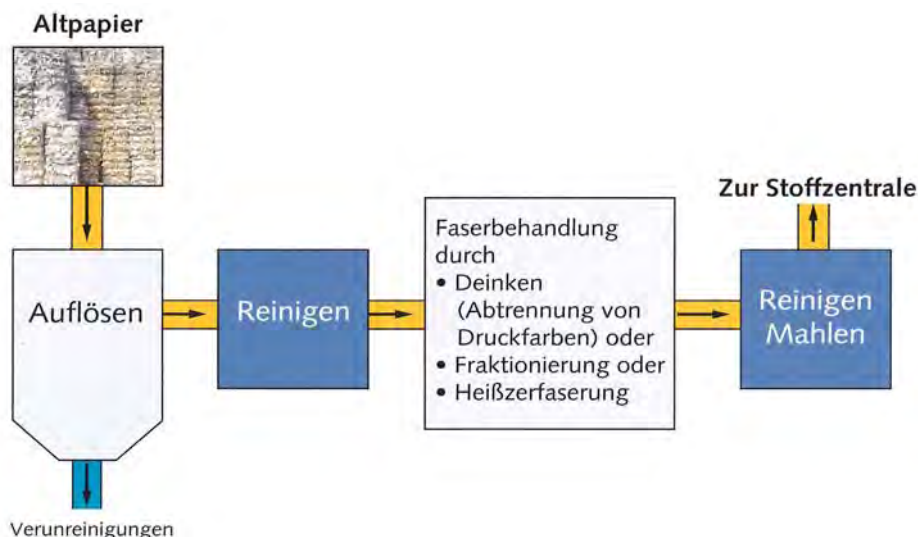 Altpapier
Auflösen
Verunreinigungen
Reinigen
Faserbehandlung
durch
• Deinken
(Abtrennung von
Druckfarben) oder
• Fraktionierung oder
• Heißzerfaserung
Reinigen
Mahlen
Zur Stoffzentrale